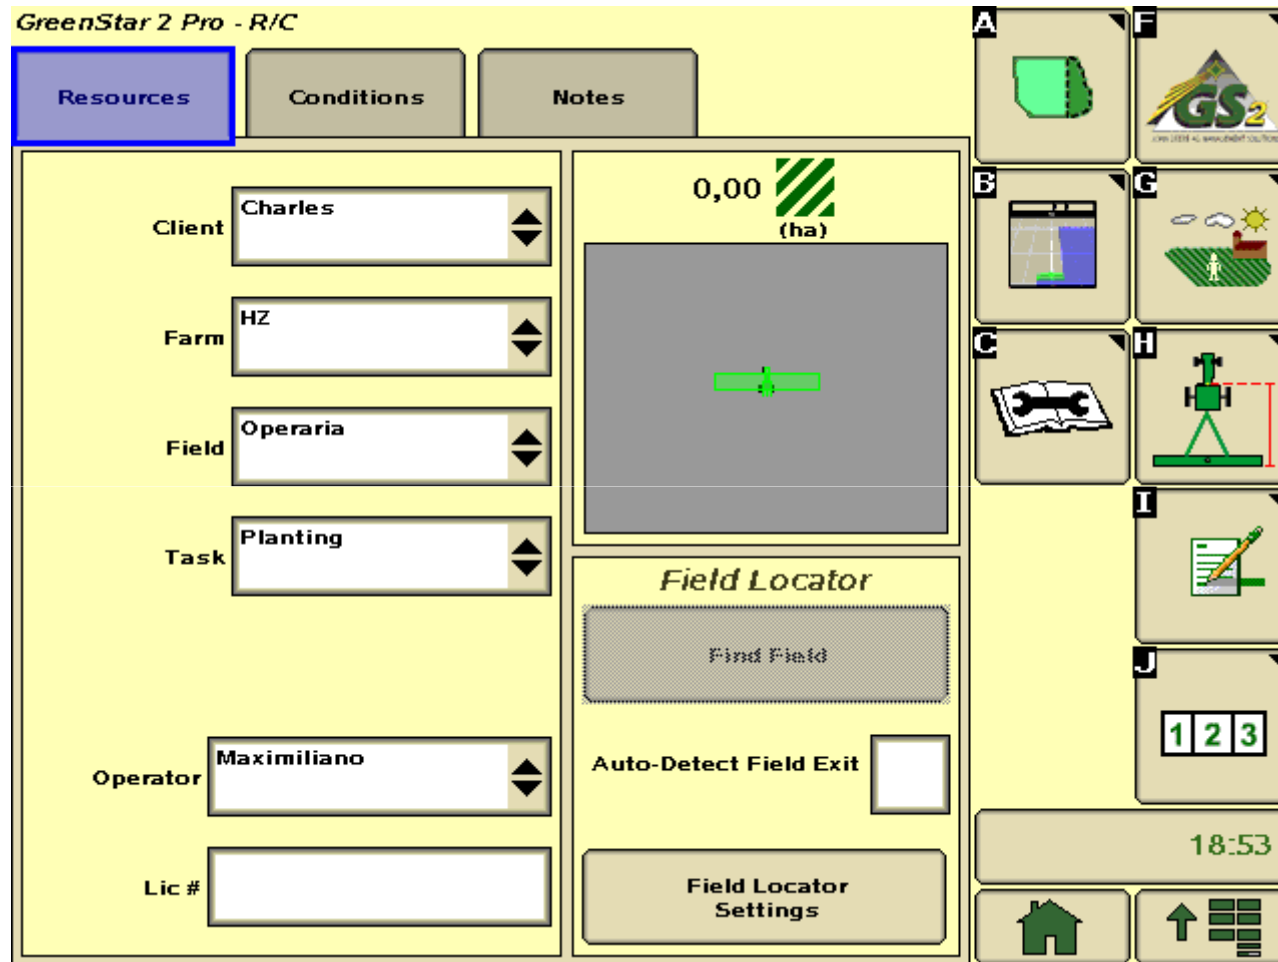 GreenStar 2 Pro - R/C
Resources
Conditions
Notes
Client
Charles
Farm
HZ
Field
Operaria
Task
Planting
Operator
Maximiliano
Lic #
0,00
(ha)
Field Locator
Find Field
Auto-Detect Field Exit
Field Locator
Settings
A
F
GS2
B
G
C
H
I
J
1 2 3
18:53